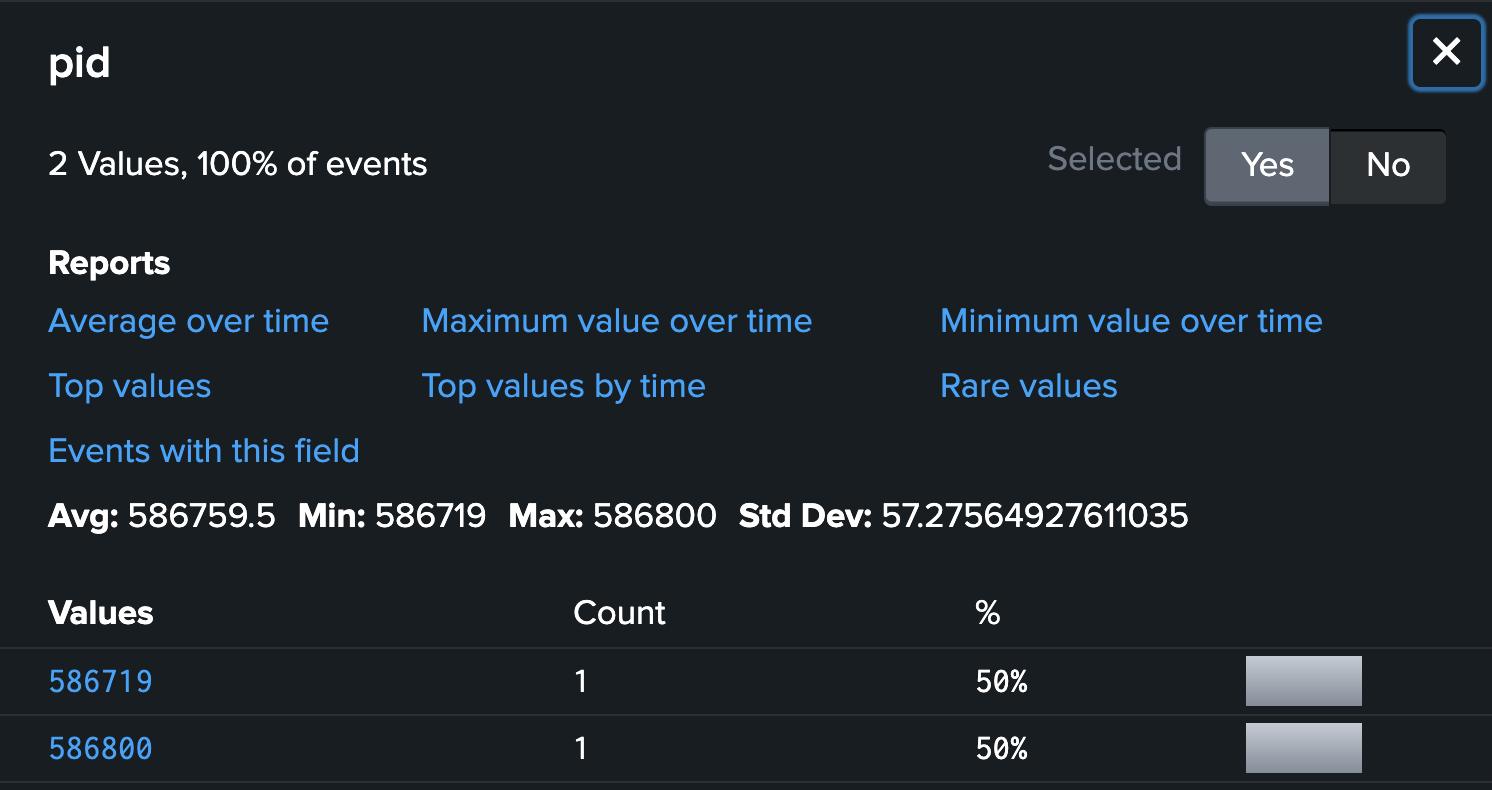 pid
2 Values, 100% of events
Selected Yes No
Reports
Average over time Maximum value over time Minimum value over time
Top values Top values by time Rare values
Events with this field
Avg: 586759.5 Min: 586719 Max: 586800 Std Dev: 57.27564927611035
Values Count %
586719 1 50%
586800 1 50%